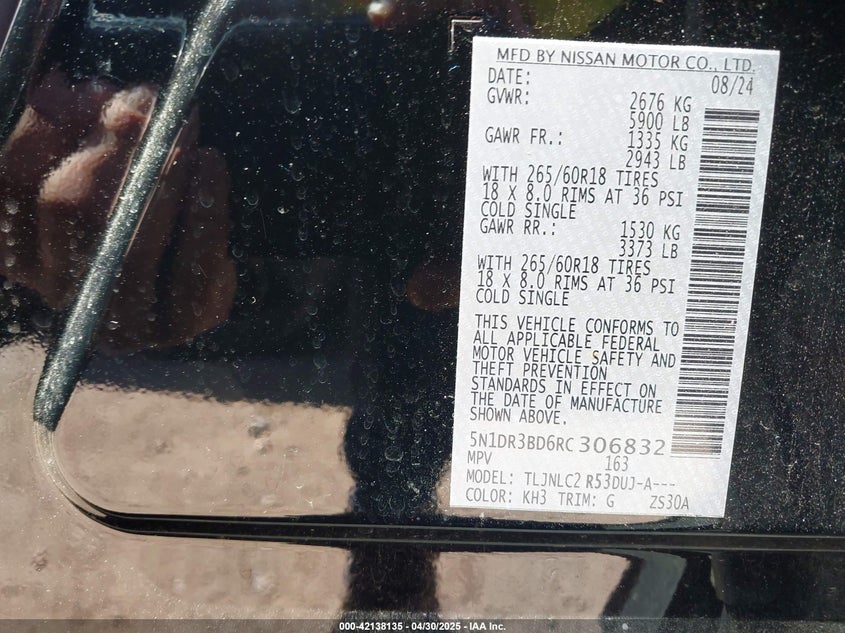 MFD BY NISSAN MOTOR CO., LTD.
DATE: 08/24
GVWR: 2676 KG
5900 LB
GAWR FR.: 1335 KG
2943 LB
WITH 265/60R18 TIRES
18 X 8.0 RIMS AT 36 PSI
COLD SINGLE
GAWR RR.: 1530 KG
3373 LB
WITH 265/60R18 TIRES
18 X 8.0 RIMS AT 36 PSI
COLD SINGLE
THIS VEHICLE CONFORMS TO
ALL APPLICABLE FEDERAL
MOTOR VEHICLE SAFETY AND
THEFT PREVENTION
STANDARDS IN EFFECT ON
THE DATE OF MANUFACTURE
SHOWN ABOVE.
5N1DR3BD6RC306832
MPV 163
MODEL: TLJNLC2 R53DUJ-A---
COLOR: KH3 TRIM: G ZS30A
000-42138135 - 04/30/2025 - IAA Inc.